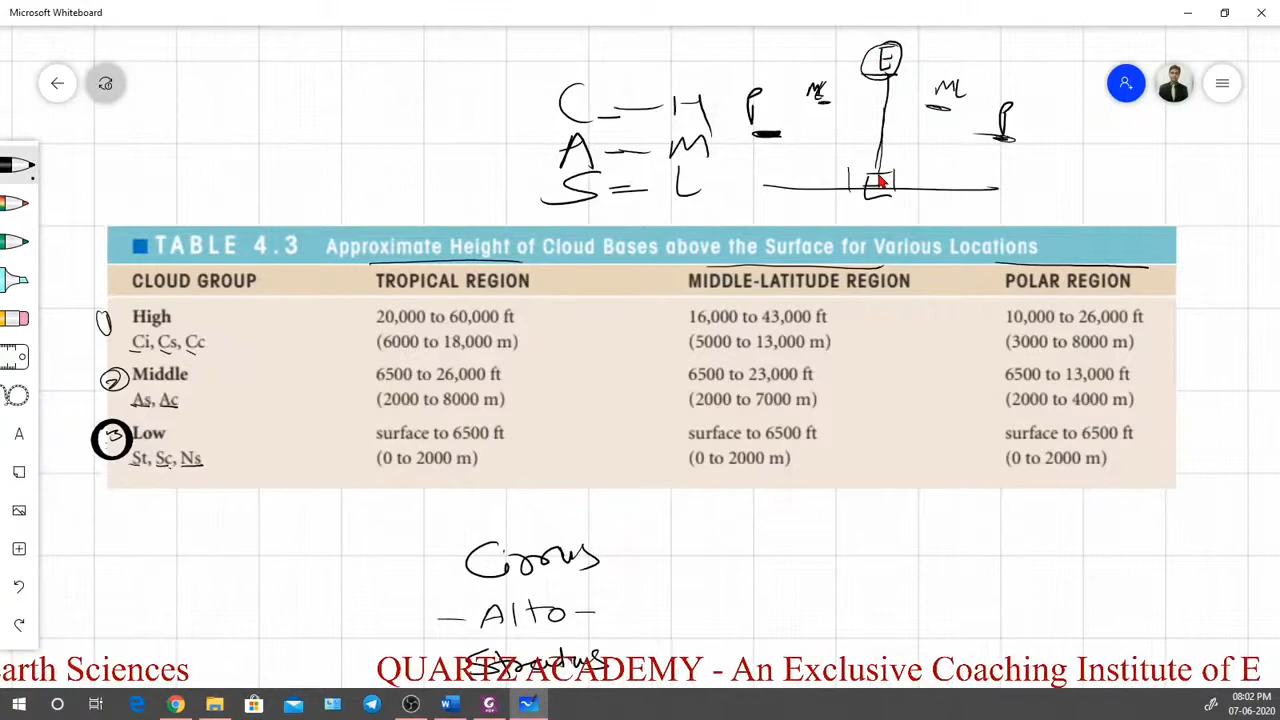 Microsoft Whiteboard
E
C - H P ML ML P
A - M
S = L
TABLE 4.3 Approximate Height of Cloud Bases above the Surface for Various Locations
CLOUD GROUP TROPICAL REGION MIDDLE-LATITUDE REGION POLAR REGION
1 High 20,000 to 60,000 ft 16,000 to 43,000 ft 10,000 to 26,000 ft
Ci, Cs, Cc (6000 to 18,000 m) (5000 to 13,000 m) (3000 to 8000 m)
2 Middle 6500 to 26,000 ft 6500 to 23,000 ft 6500 to 13,000 ft
As, Ac (2000 to 8000 m) (2000 to 7000 m) (2000 to 4000 m)
3 Low surface to 6500 ft surface to 6500 ft surface to 6500 ft
St, Sc, Ns (0 to 2000 m) (0 to 2000 m) (0 to 2000 m)
Cirrus
- Alto -
Stratus
arth Sciences QUARTZ ACADEMY - An Exclusive Coaching Institute of E
08:02 PM
07-06-2020